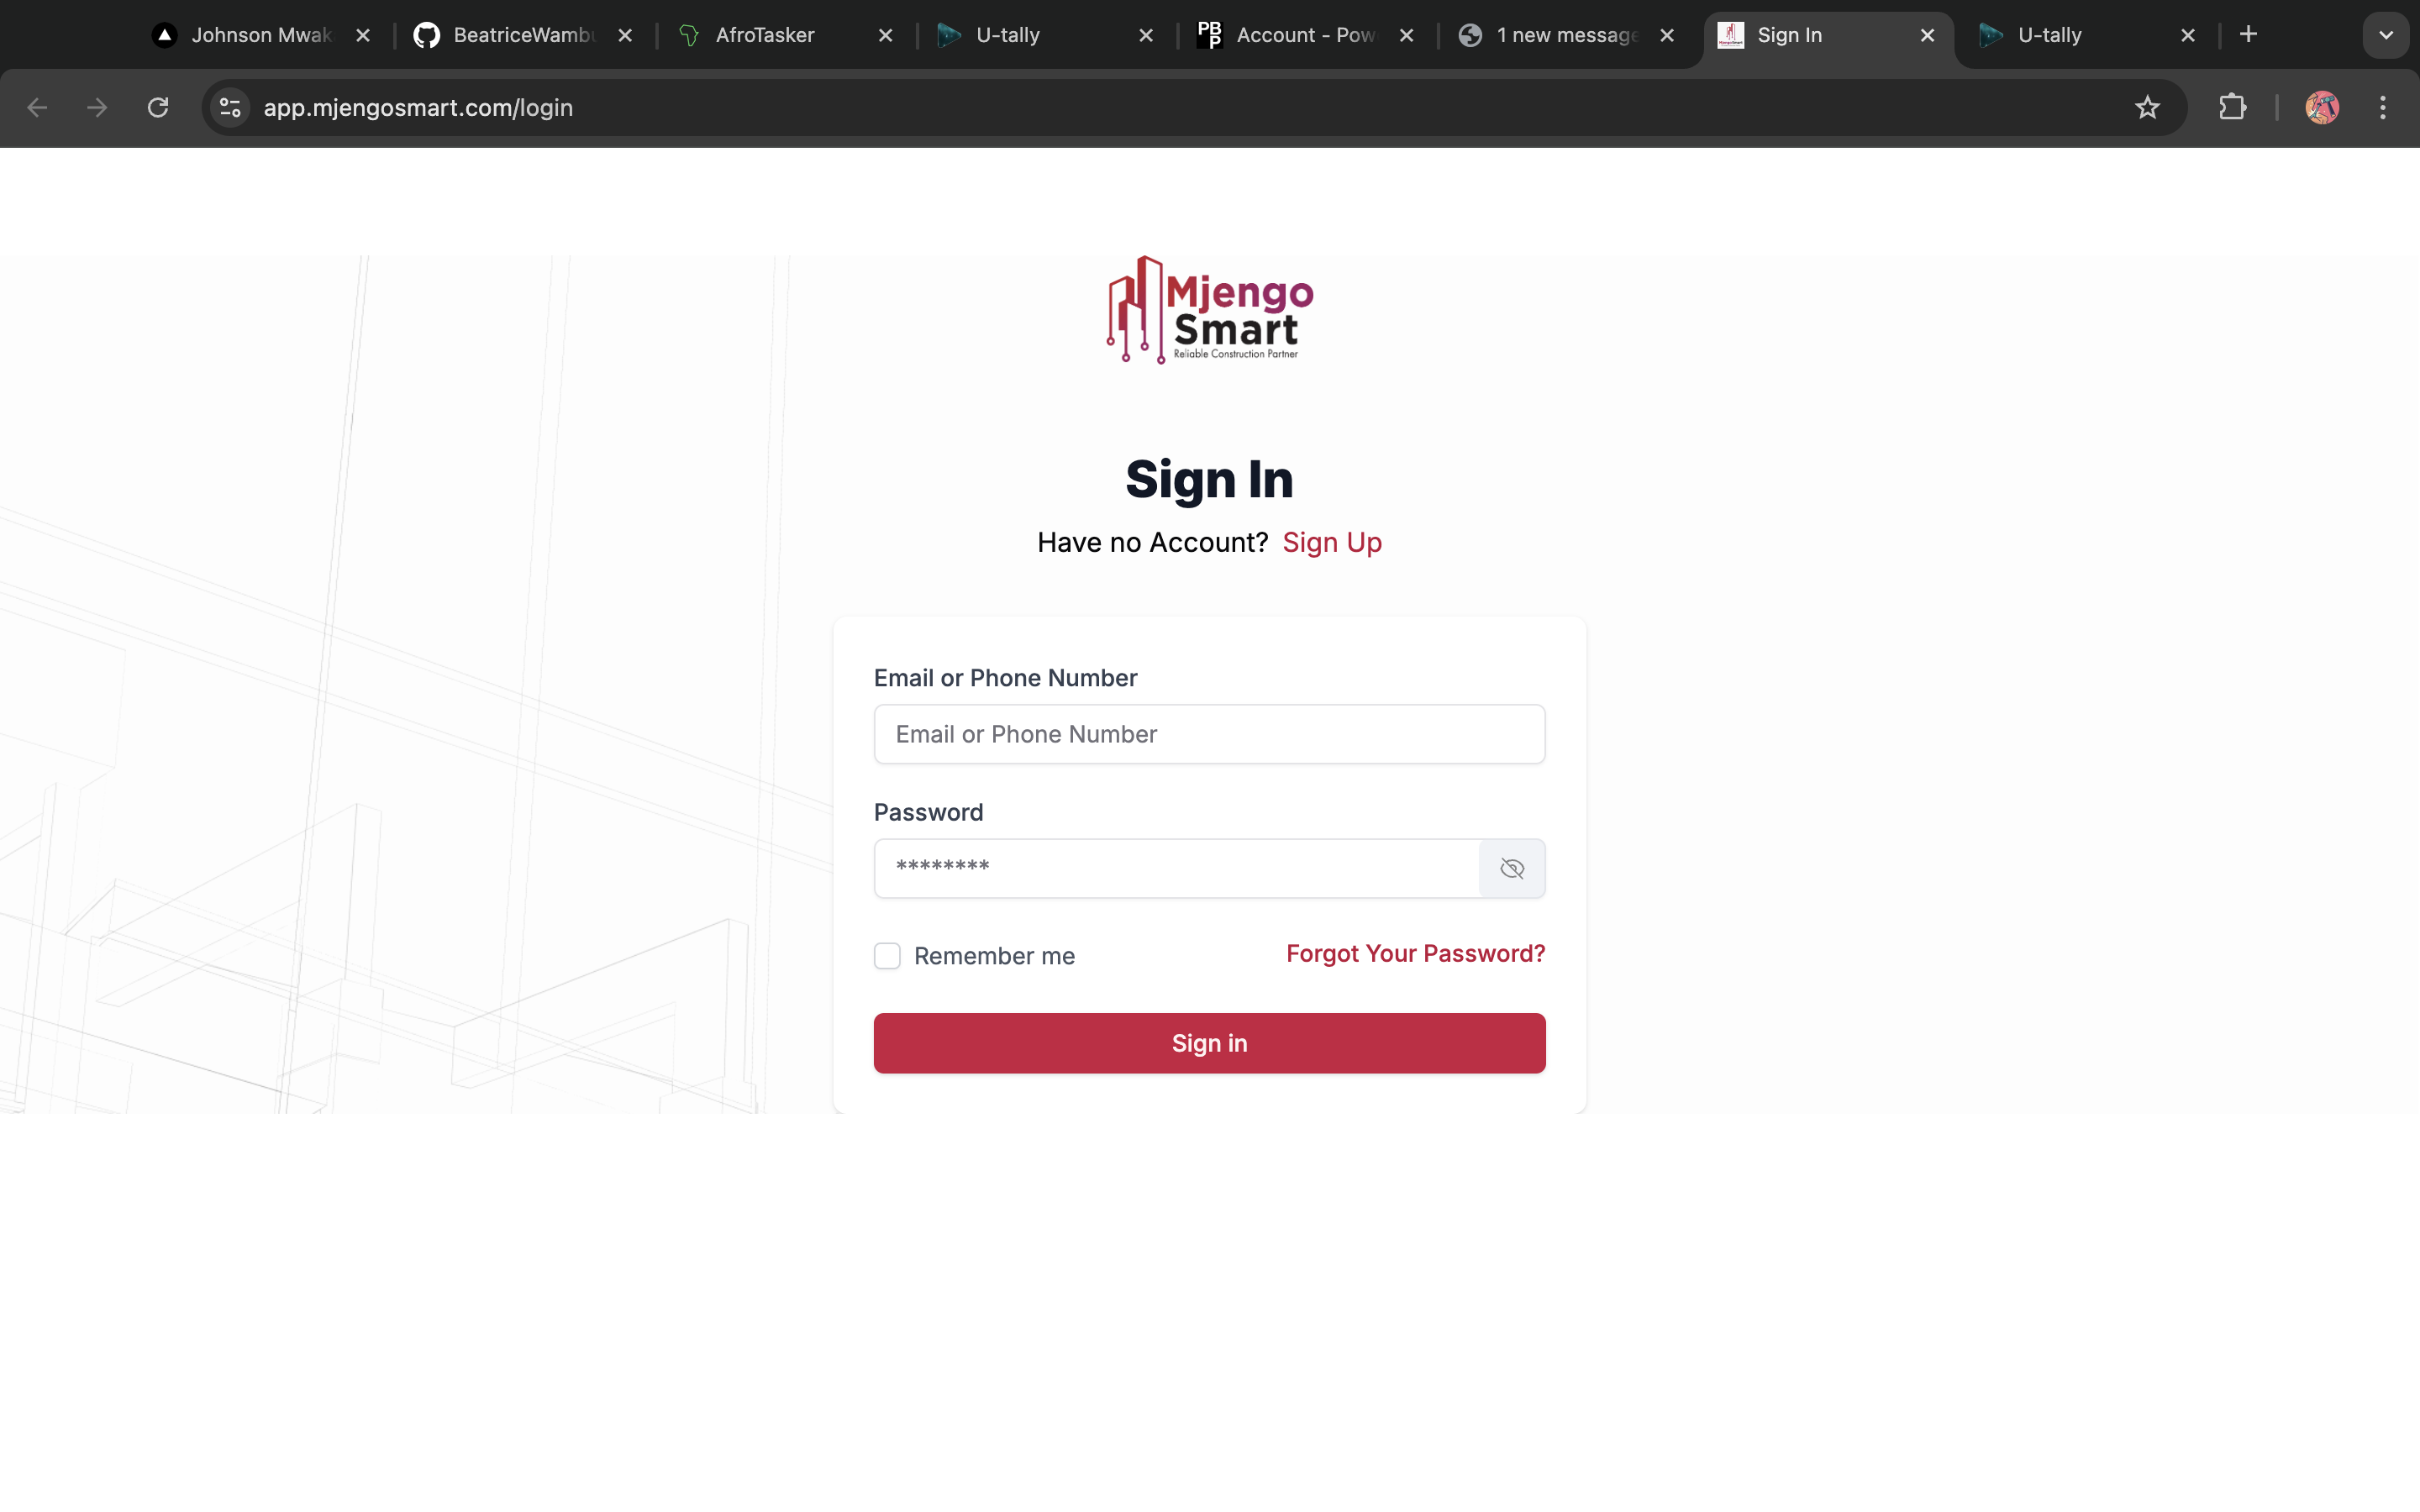 Johnson Mwak
BeatriceWambu
AfroTasker
U-tally
PBP Account - Pow
1 new message
Sign In
U-tally
app.mjengosmart.com/login
Mjengo
Smart
Reliable Construction Partner
Sign In
Have no Account? Sign Up
Email or Phone Number
Email or Phone Number
Password
********
Remember me
Forgot Your Password?
Sign in